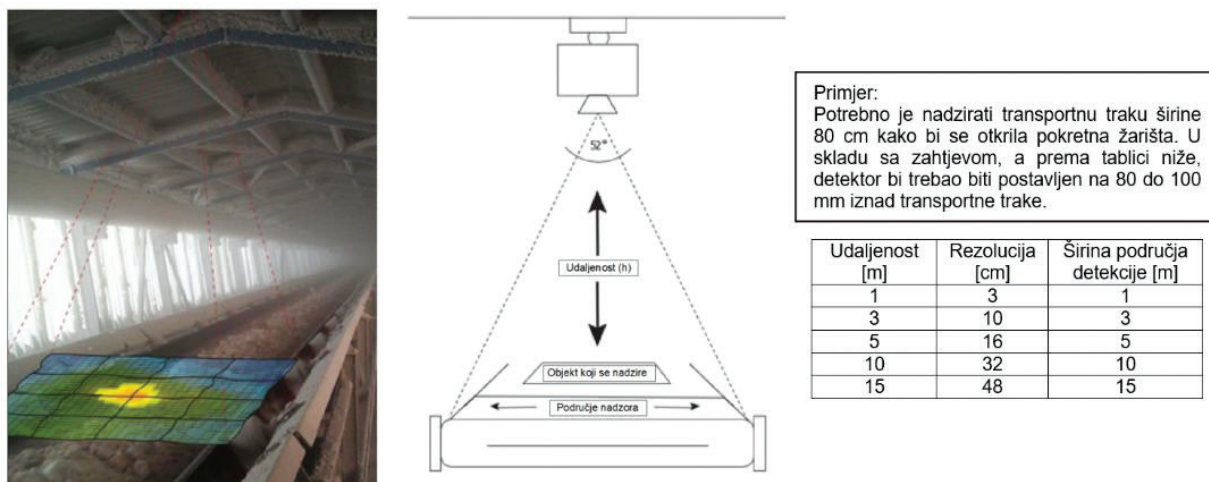 52°
Udaljenost (h)
Objekt koji se nadzire
Područje nadzora
Primjer:
Potrebno je nadzirati transportnu traku širine
80 cm kako bi se otkrila pokretna žarišta. U
skladu sa zahtjevom, a prema tablici niže,
detektor bi trebao biti postavljen na 80 do 100
mm iznad transportne trake.
Udaljenost Rezolucija Širina područja
[m] [cm] detekcije [m]
1 3 1
3 10 3
5 16 5
10 32 10
15 48 15